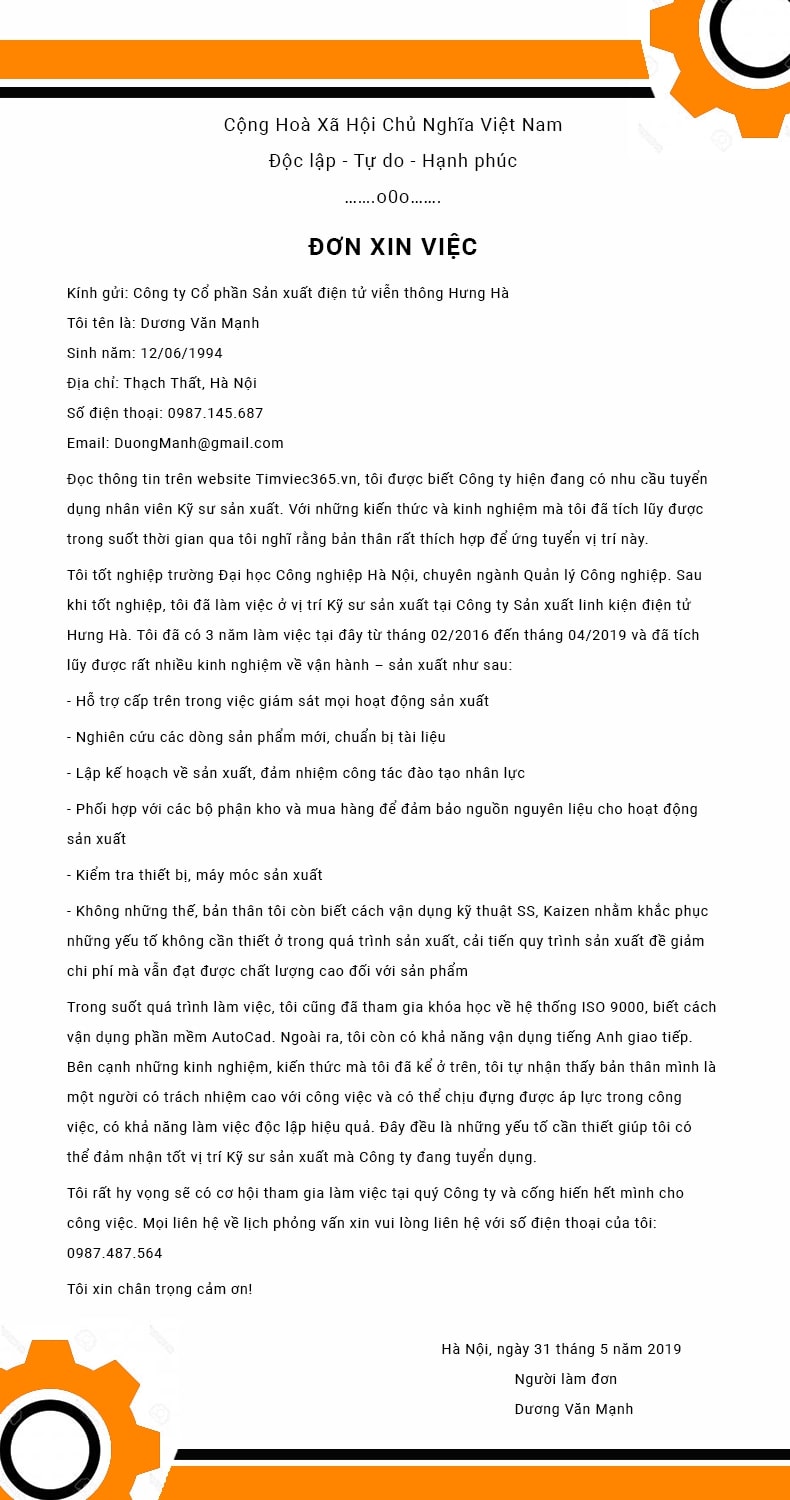 Cộng Hoà Xã Hội Chủ Nghĩa Việt Nam
Độc lập - Tự do - Hạnh phúc
.......o0o.......
ĐƠN XIN VIỆC
Kính gửi: Công ty Cổ phần Sản xuất điện tử viễn thông Hưng Hà
Tôi tên là: Dương Văn Mạnh
Sinh năm: 12/06/1994
Địa chỉ: Thạch Thất, Hà Nội
Số điện thoại: 0987.145.687
Email: DuongManh@gmail.com
Đọc thông tin trên website Timviec365.vn, tôi được biết Công ty hiện đang có nhu cầu tuyển
dụng nhân viên Kỹ sư sản xuất. Với những kiến thức và kinh nghiệm mà tôi đã tích lũy được
trong suốt thời gian qua tôi nghĩ rằng bản thân rất thích hợp để ứng tuyển vị trí này.
Tôi tốt nghiệp trường Đại học Công nghiệp Hà Nội, chuyên ngành Quản lý Công nghiệp. Sau
khi tốt nghiệp, tôi đã làm việc ở vị trí Kỹ sư sản xuất tại Công ty Sản xuất linh kiện điện tử
Hưng Hà. Tôi đã có 3 năm làm việc tại đây từ tháng 02/2016 đến tháng 04/2019 và đã tích
lũy được rất nhiều kinh nghiệm về vận hành – sản xuất như sau:
- Hỗ trợ cấp trên trong việc giám sát mọi hoạt động sản xuất
- Nghiên cứu các dòng sản phẩm mới, chuẩn bị tài liệu
- Lập kế hoạch về sản xuất, đảm nhiệm công tác đào tạo nhân lực
- Phối hợp với các bộ phận kho và mua hàng để đảm bảo nguồn nguyên liệu cho hoạt động
sản xuất
- Kiểm tra thiết bị, máy móc sản xuất
- Không những thế, bản thân tôi còn biết cách vận dụng kỹ thuật SS, Kaizen nhằm khắc phục
những yếu tố không cần thiết ở trong quá trình sản xuất, cải tiến quy trình sản xuất đề giảm
chi phí mà vẫn đạt được chất lượng cao đối với sản phẩm
Trong suốt quá trình làm việc, tôi cũng đã tham gia khóa học về hệ thống ISO 9000, biết cách
vận dụng phần mềm AutoCad. Ngoài ra, tôi còn có khả năng vận dụng tiếng Anh giao tiếp.
Bên cạnh những kinh nghiệm, kiến thức mà tôi đã kể ở trên, tôi tự nhận thấy bản thân mình là
một người có trách nhiệm cao với công việc và có thể chịu đựng được áp lực trong công
việc, có khả năng làm việc độc lập hiệu quả. Đây đều là những yếu tố cần thiết giúp tôi có
thể đảm nhận tốt vị trí Kỹ sư sản xuất mà Công ty đang tuyển dụng.
Tôi rất hy vọng sẽ có cơ hội tham gia làm việc tại quý Công ty và cống hiến hết mình cho
công việc. Mọi liên hệ về lịch phỏng vấn xin vui lòng liên hệ với số điện thoại của tôi:
0987.487.564
Tôi xin chân trọng cảm ơn!
Hà Nội, ngày 31 tháng 5 năm 2019
Người làm đơn
Dương Văn Mạnh